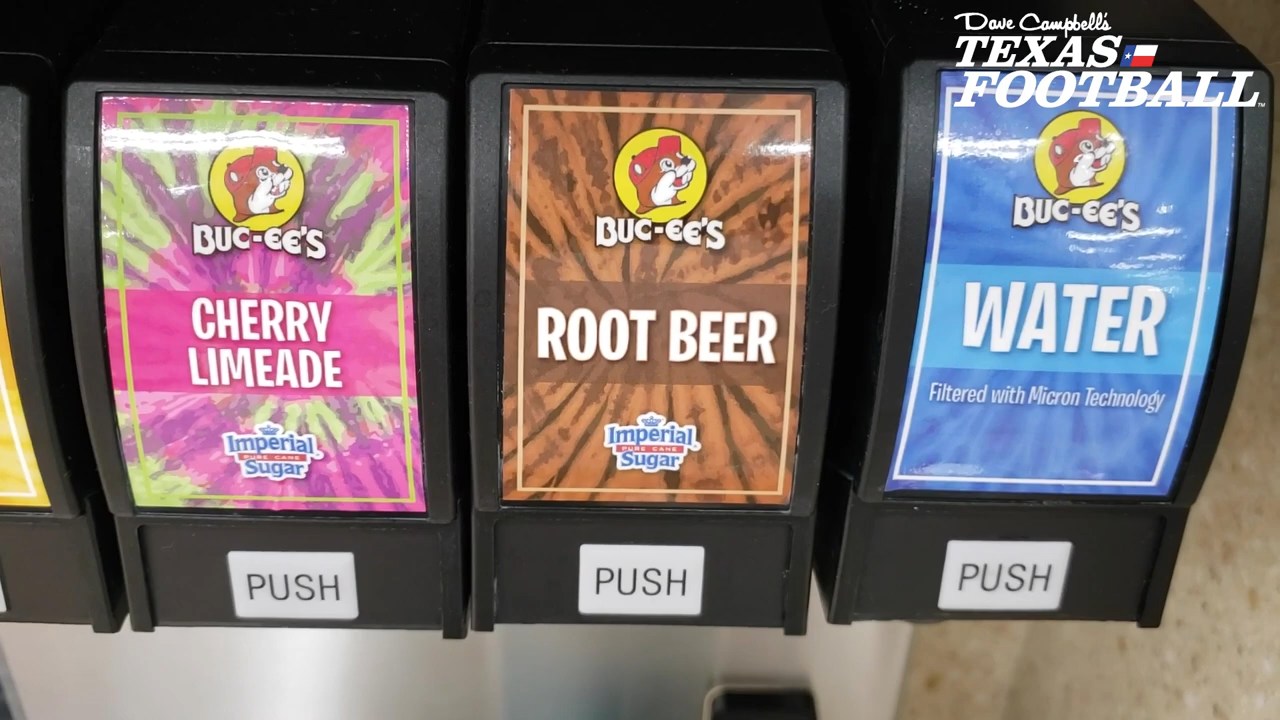 Dave Campbell's
TEXAS
FOOTBALL™
BUC-EE'S
CHERRY
LIMEADE
Imperial
PURE CANE
Sugar
PUSH
BUC-EE'S
ROOT BEER
Imperial
PURE CANE
Sugar
PUSH
BUC-EE'S
WATER
Filtered with Micron Technology
PUSH